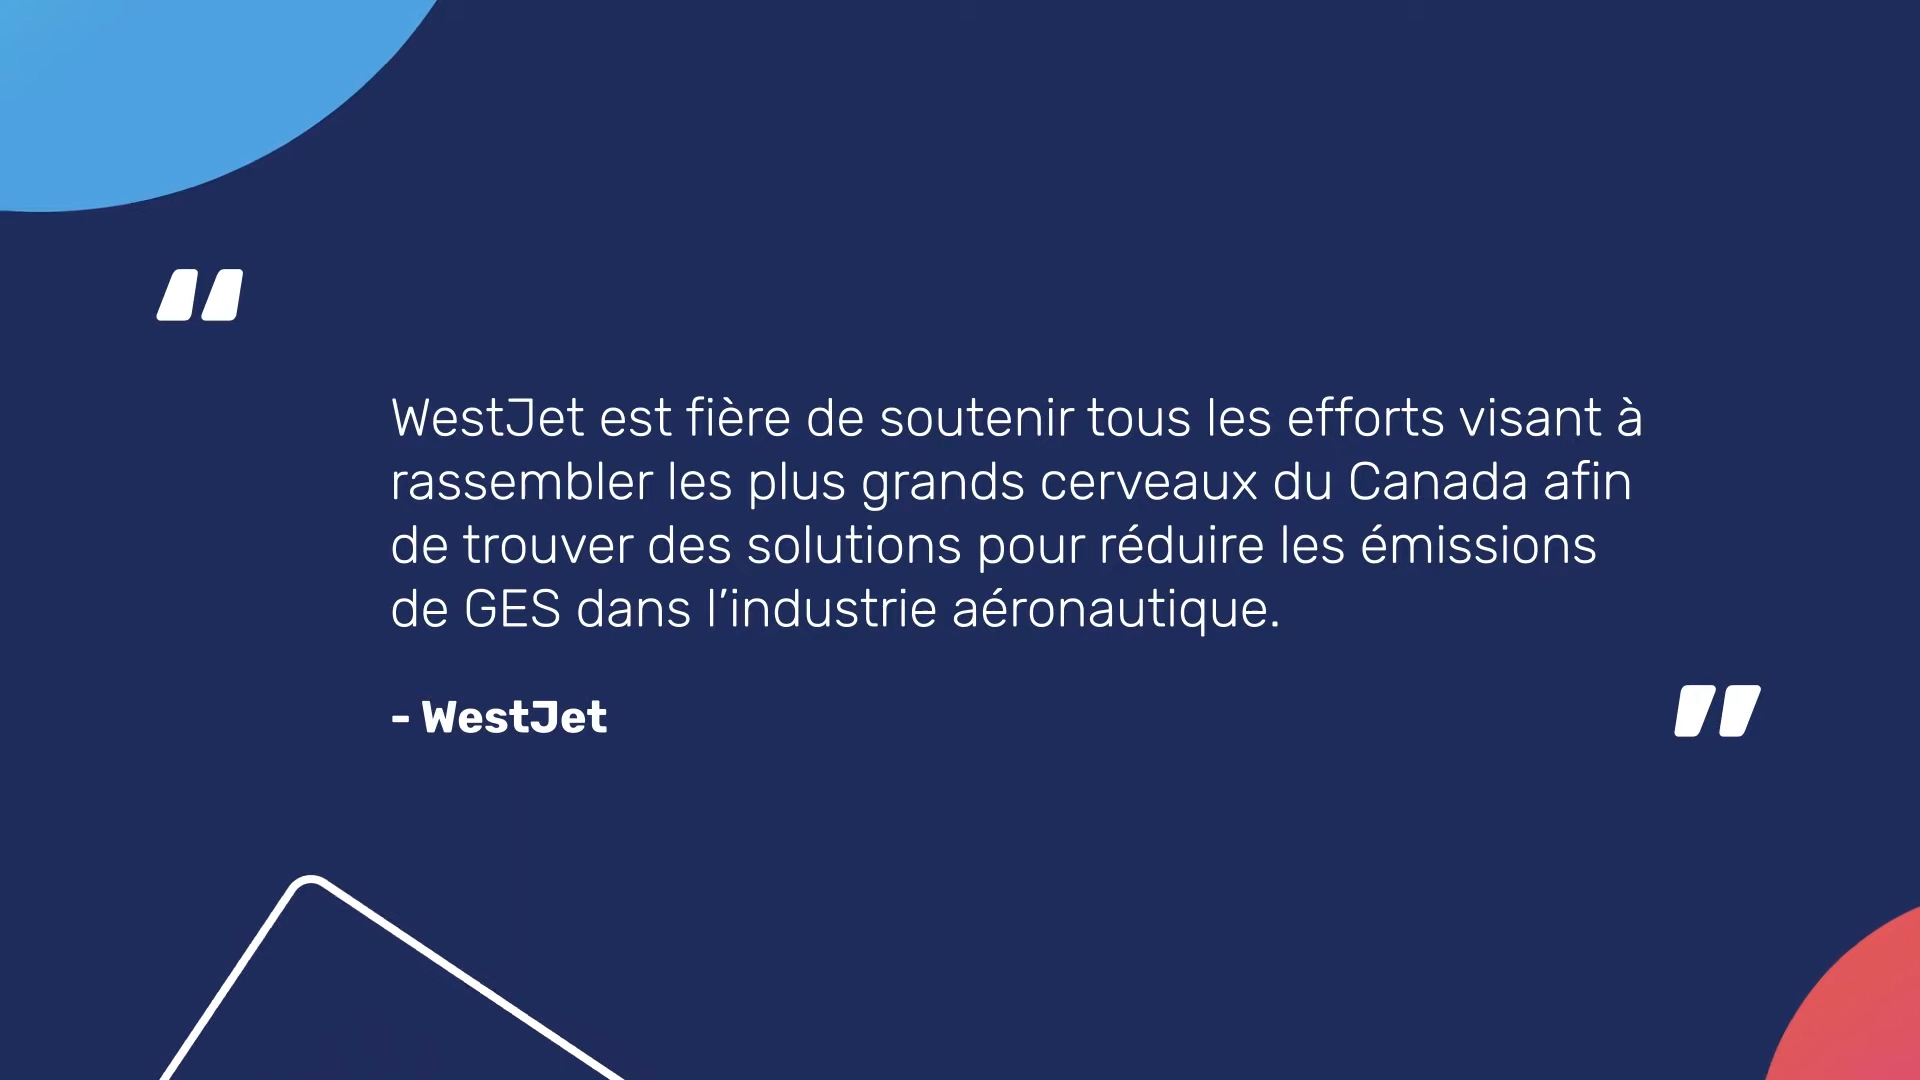 “
WestJet est fière de soutenir tous les efforts visant à
rassembler les plus grands cerveaux du Canada afin
de trouver des solutions pour réduire les émissions
de GES dans l’industrie aéronautique.
- WestJet
”